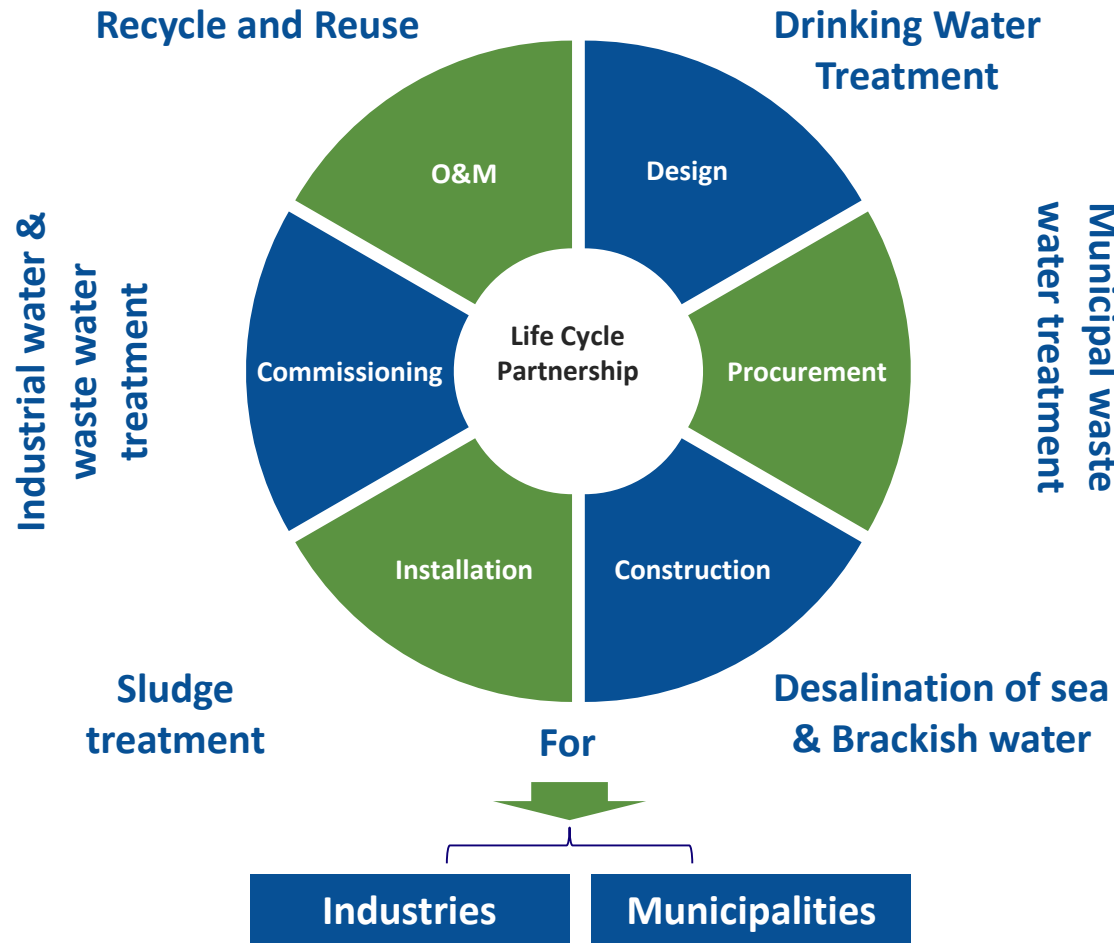 Recycle and Reuse
Drinking Water
Treatment
O&M
Design
Industrial water &
waste water
treatment
Municipal waste
water treatment
Life Cycle
Partnership
Commissioning
Procurement
Installation
Construction
Sludge
treatment
Desalination of sea
& Brackish water
For
Industries
Municipalities